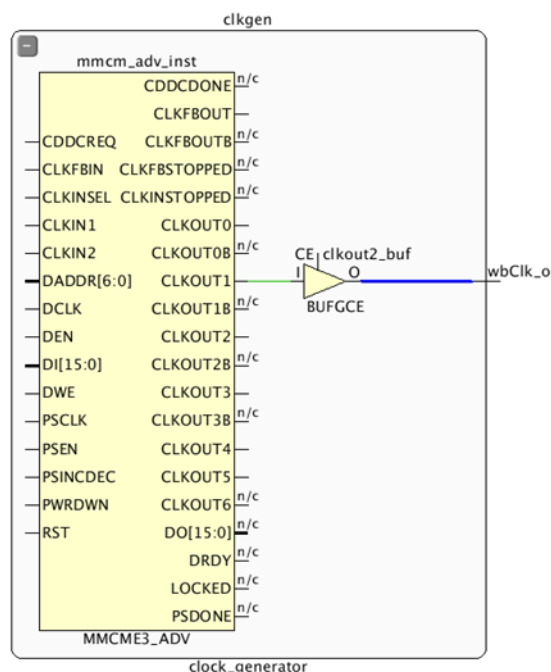 clkgen
mmcm_adv_inst
CDDCDONE n/c
CLKFBOUT
CDDCREQ CLKFBOUTB n/c
CLKFBIN CLKFBSTOPPED n/c
CLKINSEL CLKINSTOPPED n/c
CLKIN1 CLKOUT0
CLKIN2 CLKOUT0B n/c
CE clkout2_buf
DADDR[6:0] CLKOUT1 I O wbClk_o
DCLK CLKOUT1B n/c BUFGCE
DEN CLKOUT2
DI[15:0] CLKOUT2B n/c
DWE CLKOUT3
PSCLK CLKOUT3B n/c
PSEN CLKOUT4
PSINCDEC CLKOUT5
PWRDWN CLKOUT6 n/c
RST DO[15:0] n/c
DRDY n/c
LOCKED n/c
PSDONE n/c
MMCME3_ADV
clock_generator